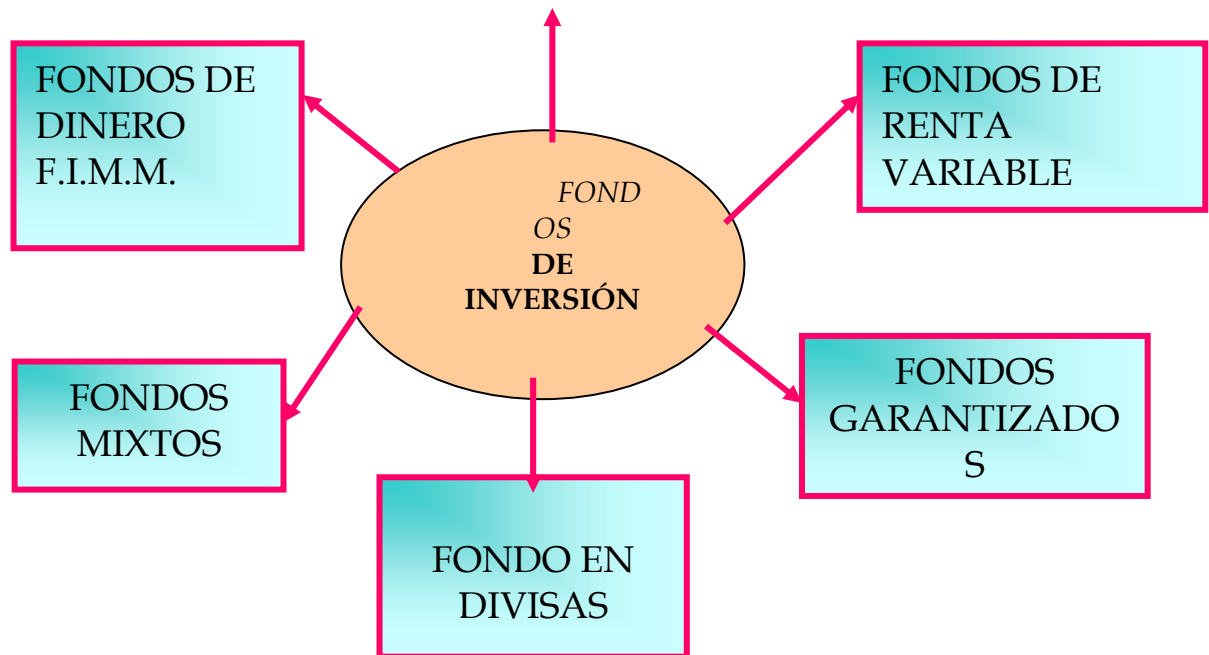 FONDOS DE
DINERO
F.I.M.M.
FONDOS DE
RENTA
VARIABLE
FOND
OS
DE
INVERSIÓN
FONDOS
MIXTOS
FONDOS
GARANTIZADO
S
FONDO EN
DIVISAS